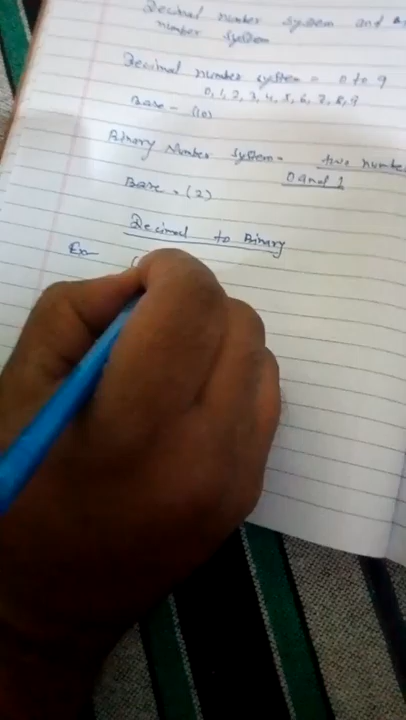 Decimal number system and
number system
Decimal number system = 0 to 9
0, 1, 2, 3, 4, 5, 6, 7, 8, 9
Base - (10)
Binary Number system = two number
0 and 1
Base = (2)
Decimal to Binary
Ex (